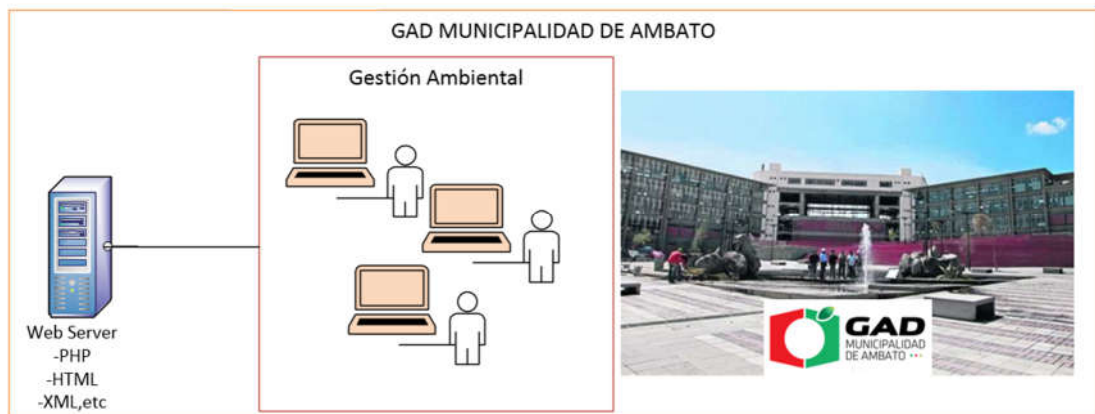 GAD MUNICIPALIDAD DE AMBATO
Gestión Ambiental
Web Server
-PHP
-HTML
-XML,etc
GAD
MUNICIPALIDAD
DE AMBATO